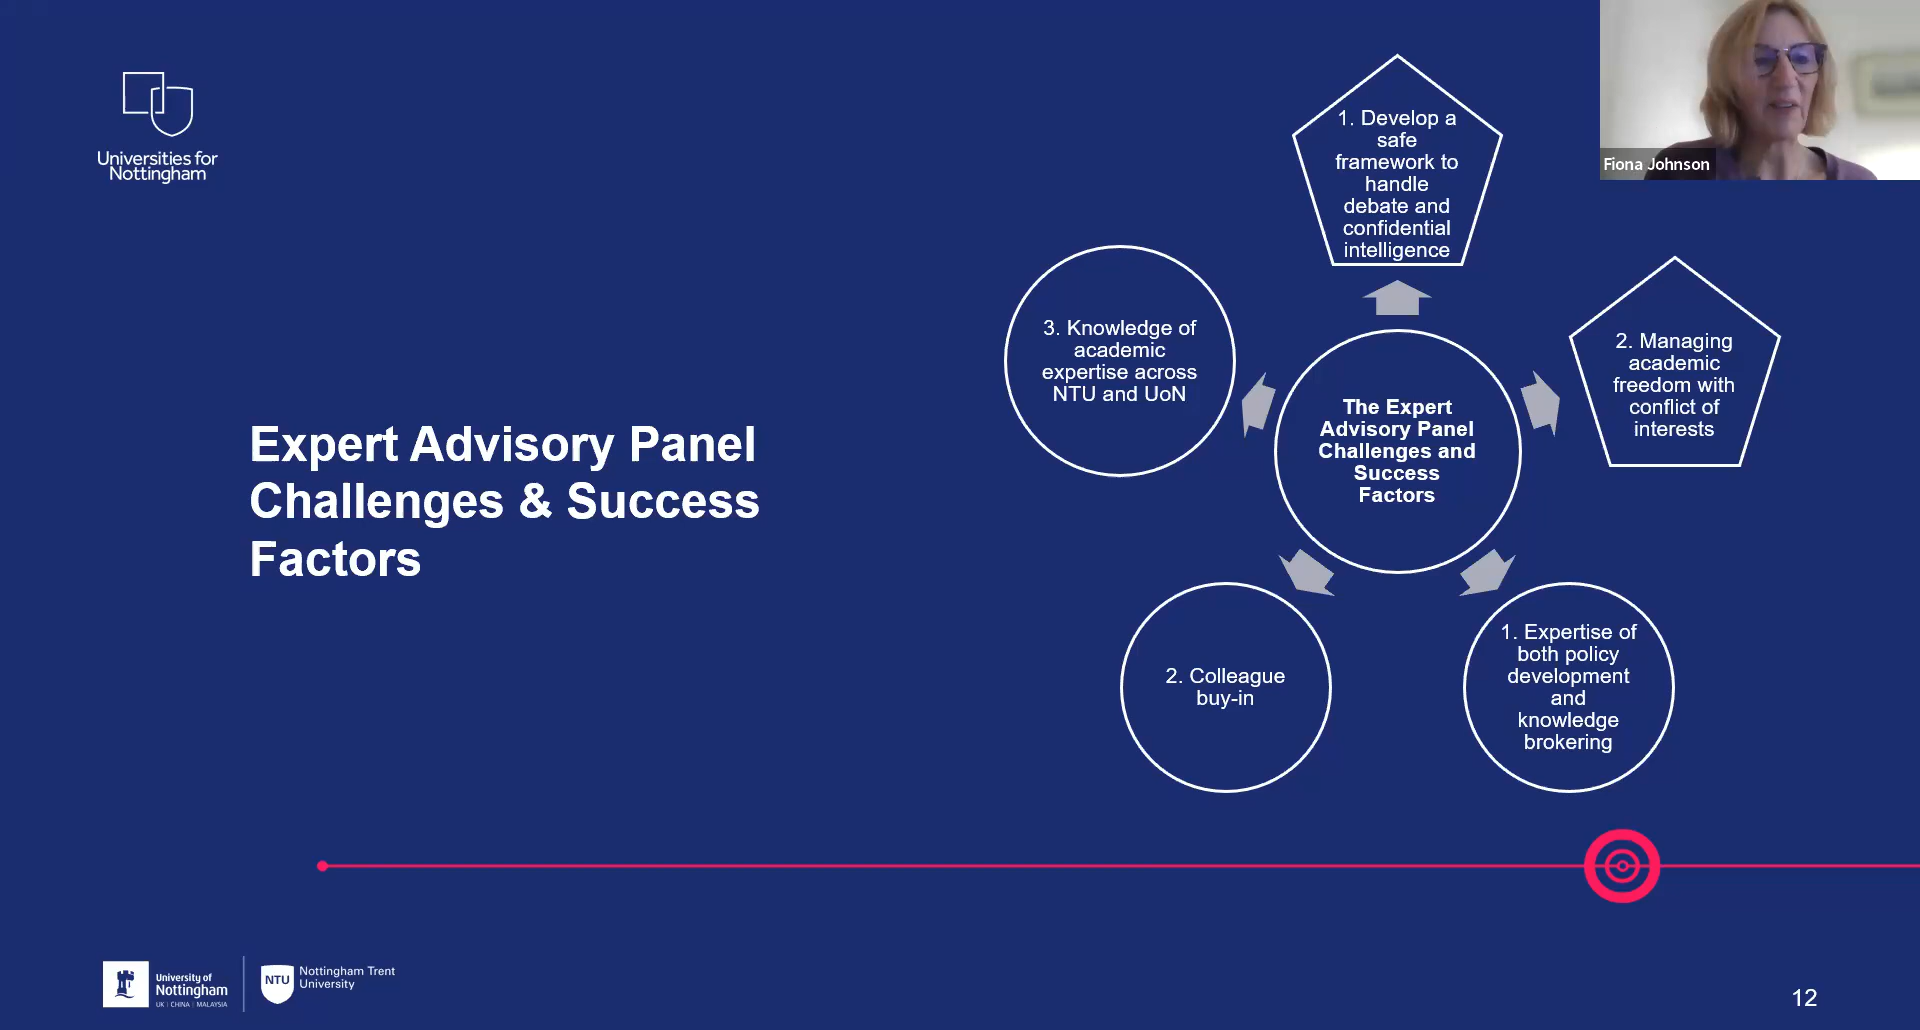 Universities for
Nottingham
Expert Advisory Panel
Challenges & Success
Factors
1. Develop a
safe
framework to
handle
debate and
confidential
intelligence
2. Managing
academic
freedom with
conflict of
interests
1. Expertise of
both policy
development
and
knowledge
brokering
2. Colleague
buy-in
3. Knowledge of
academic
expertise across
NTU and UoN
The Expert
Advisory Panel
Challenges and
Success
Factors
Fiona Johnson
University of
Nottingham
UK | CHINA | MALAYSIA
NTU
Nottingham Trent
University
12